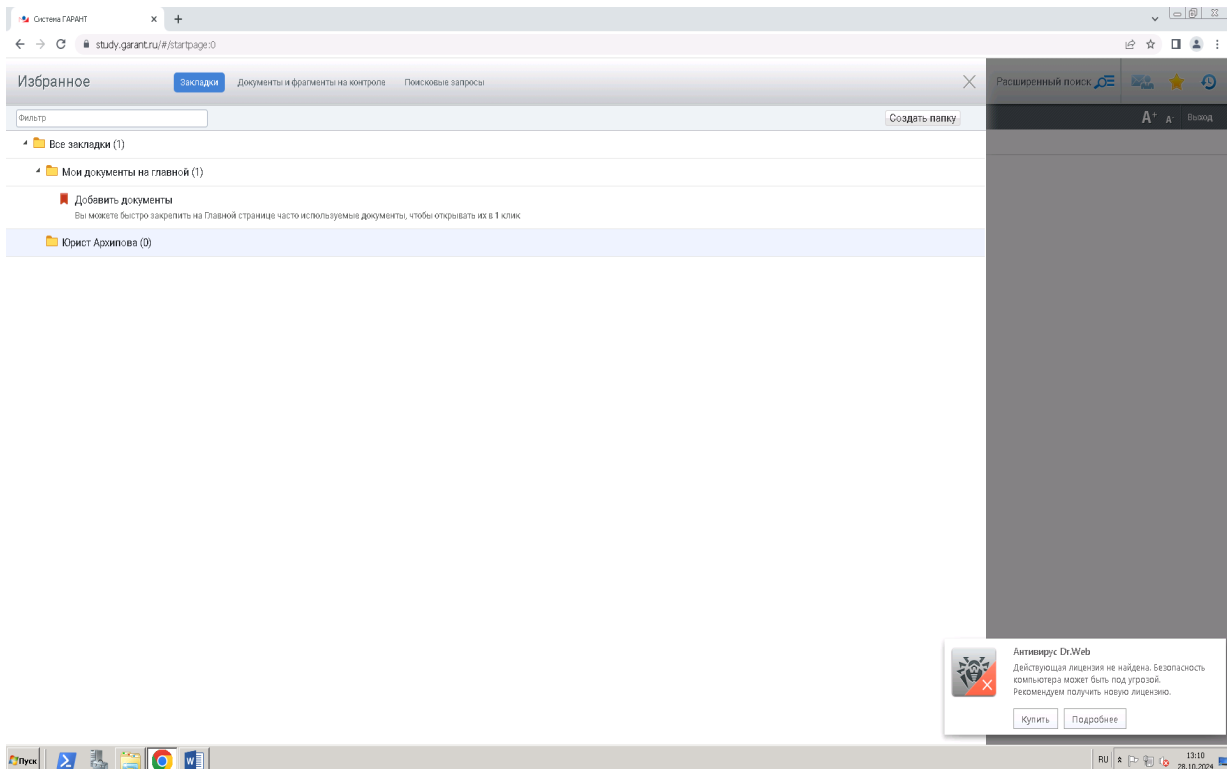 Система ГАРАНТ
study.garant.ru/#/startpage:0
Избранное Закладки Документы и фрагменты на контроле Поисковые запросы Расширенный поиск
Фильтр Создать папку A+ A- Выход
Все закладки (1)
Мои документы на главной (1)
Добавить документы
Вы можете быстро закрепить на Главной странице часто используемые документы, чтобы открывать их в 1 клик
Юрист Архипова (0)
Антивирус Dr.Web
Действующая лицензия не найдена. Безопасность
компьютера может быть под угрозой.
Рекомендуем получить новую лицензию.
Купить Подробнее
Пуск RU 13:10
28.10.2024